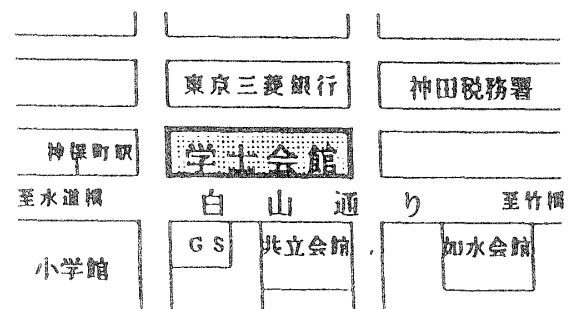 東京三菱銀行 神田税務署
神保町駅 学士会館
至水道橋 白山通り 至竹橋
GS 共立会館 如水会館
小学館